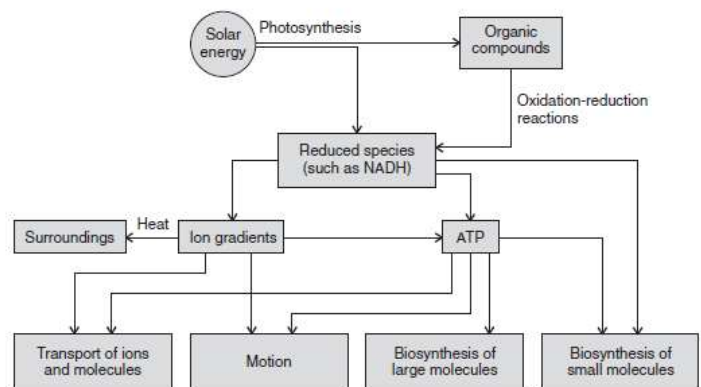 Solar
energy
Photosynthesis
Organic
compounds
Oxidation-reduction
reactions
Reduced species
(such as NADH)
Surroundings
Heat
Ion gradients
ATP
Transport of ions
and molecules
Motion
Biosynthesis of
large molecules
Biosynthesis of
small molecules